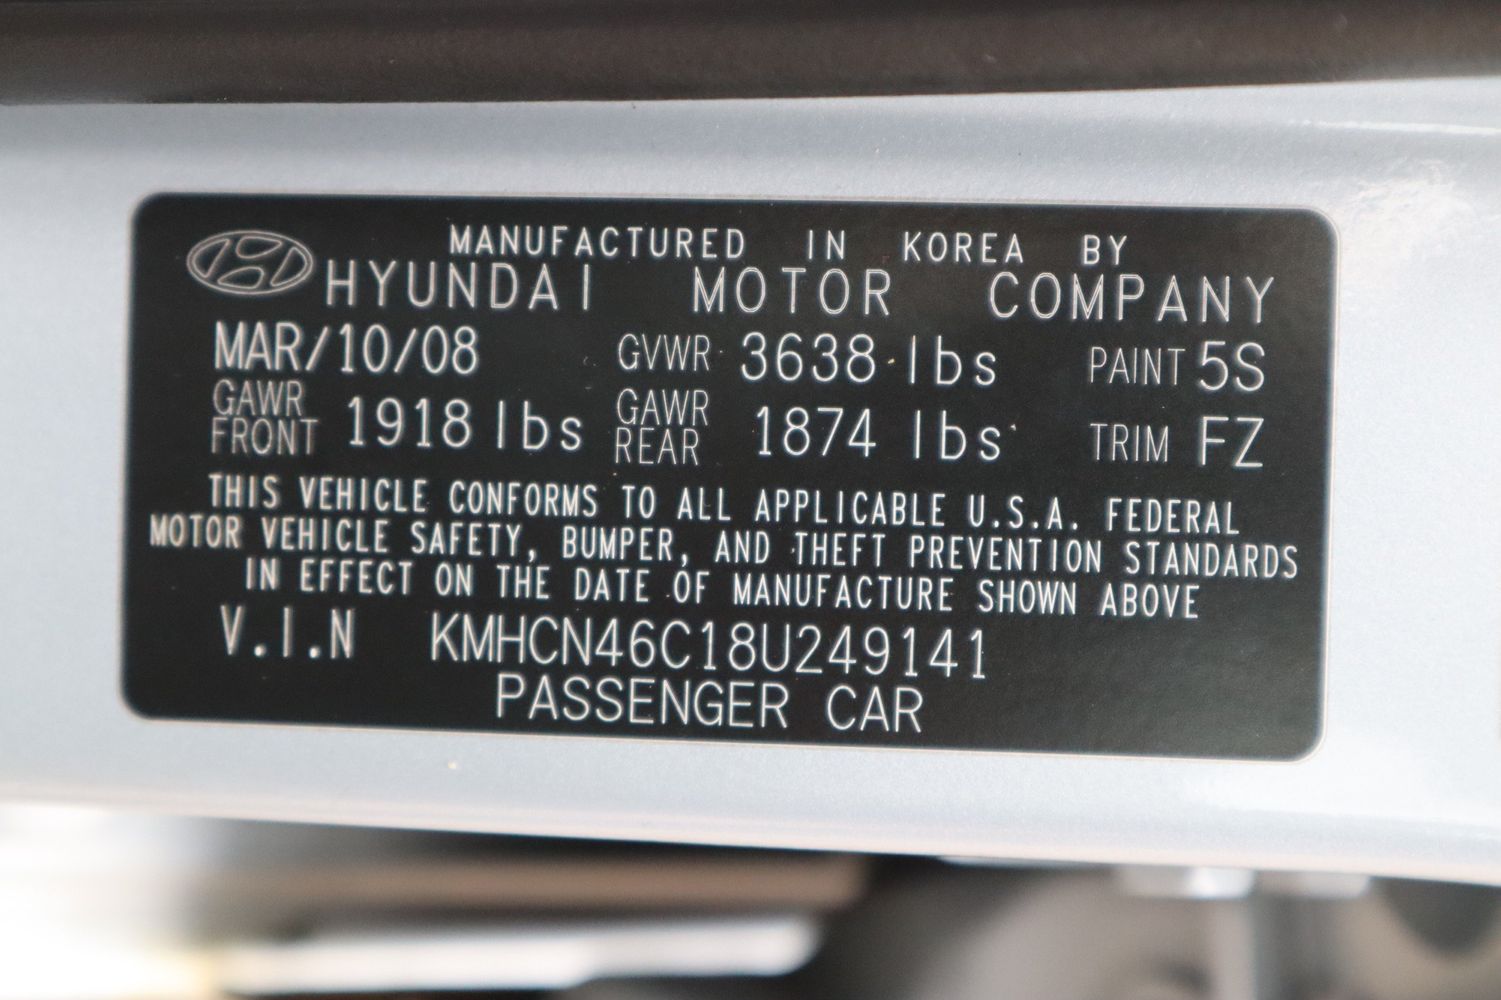 MANUFACTURED IN KOREA BY
HYUNDAI MOTOR COMPANY
MAR/10/08 GVWR 3638 lbs PAINT 5S
GAWR FRONT 1918 lbs GAWR REAR 1874 lbs TRIM FZ
THIS VEHICLE CONFORMS TO ALL APPLICABLE U.S.A. FEDERAL
MOTOR VEHICLE SAFETY, BUMPER, AND THEFT PREVENTION STANDARDS
IN EFFECT ON THE DATE OF MANUFACTURE SHOWN ABOVE
V.I.N KMHCN46C18U249141
PASSENGER CAR